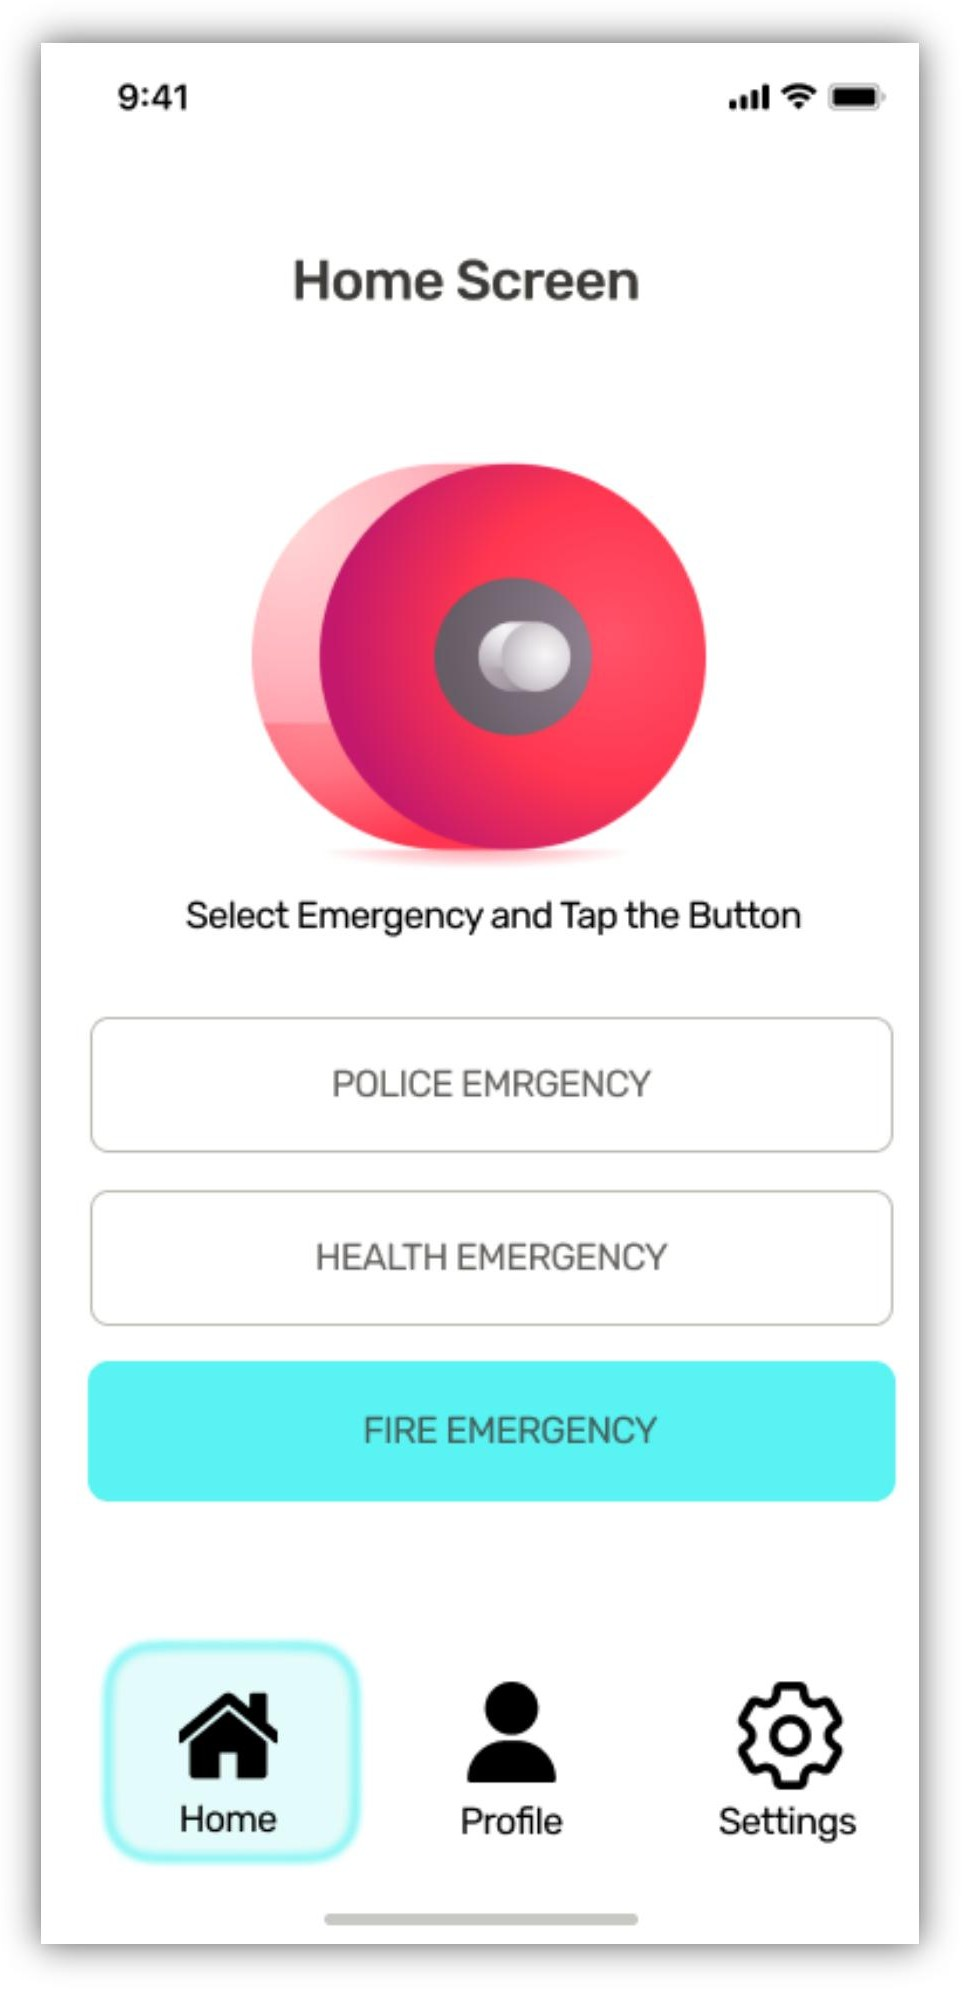 9:41
Home Screen
Select Emergency and Tap the Button
POLICE EMRGENCY
HEALTH EMERGENCY
FIRE EMERGENCY
Home
Profile
Settings